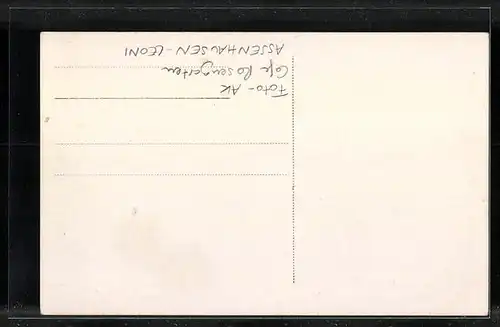 Foto-AK
Cafe Rosengarten
ASSENHAUSEN-LEONI